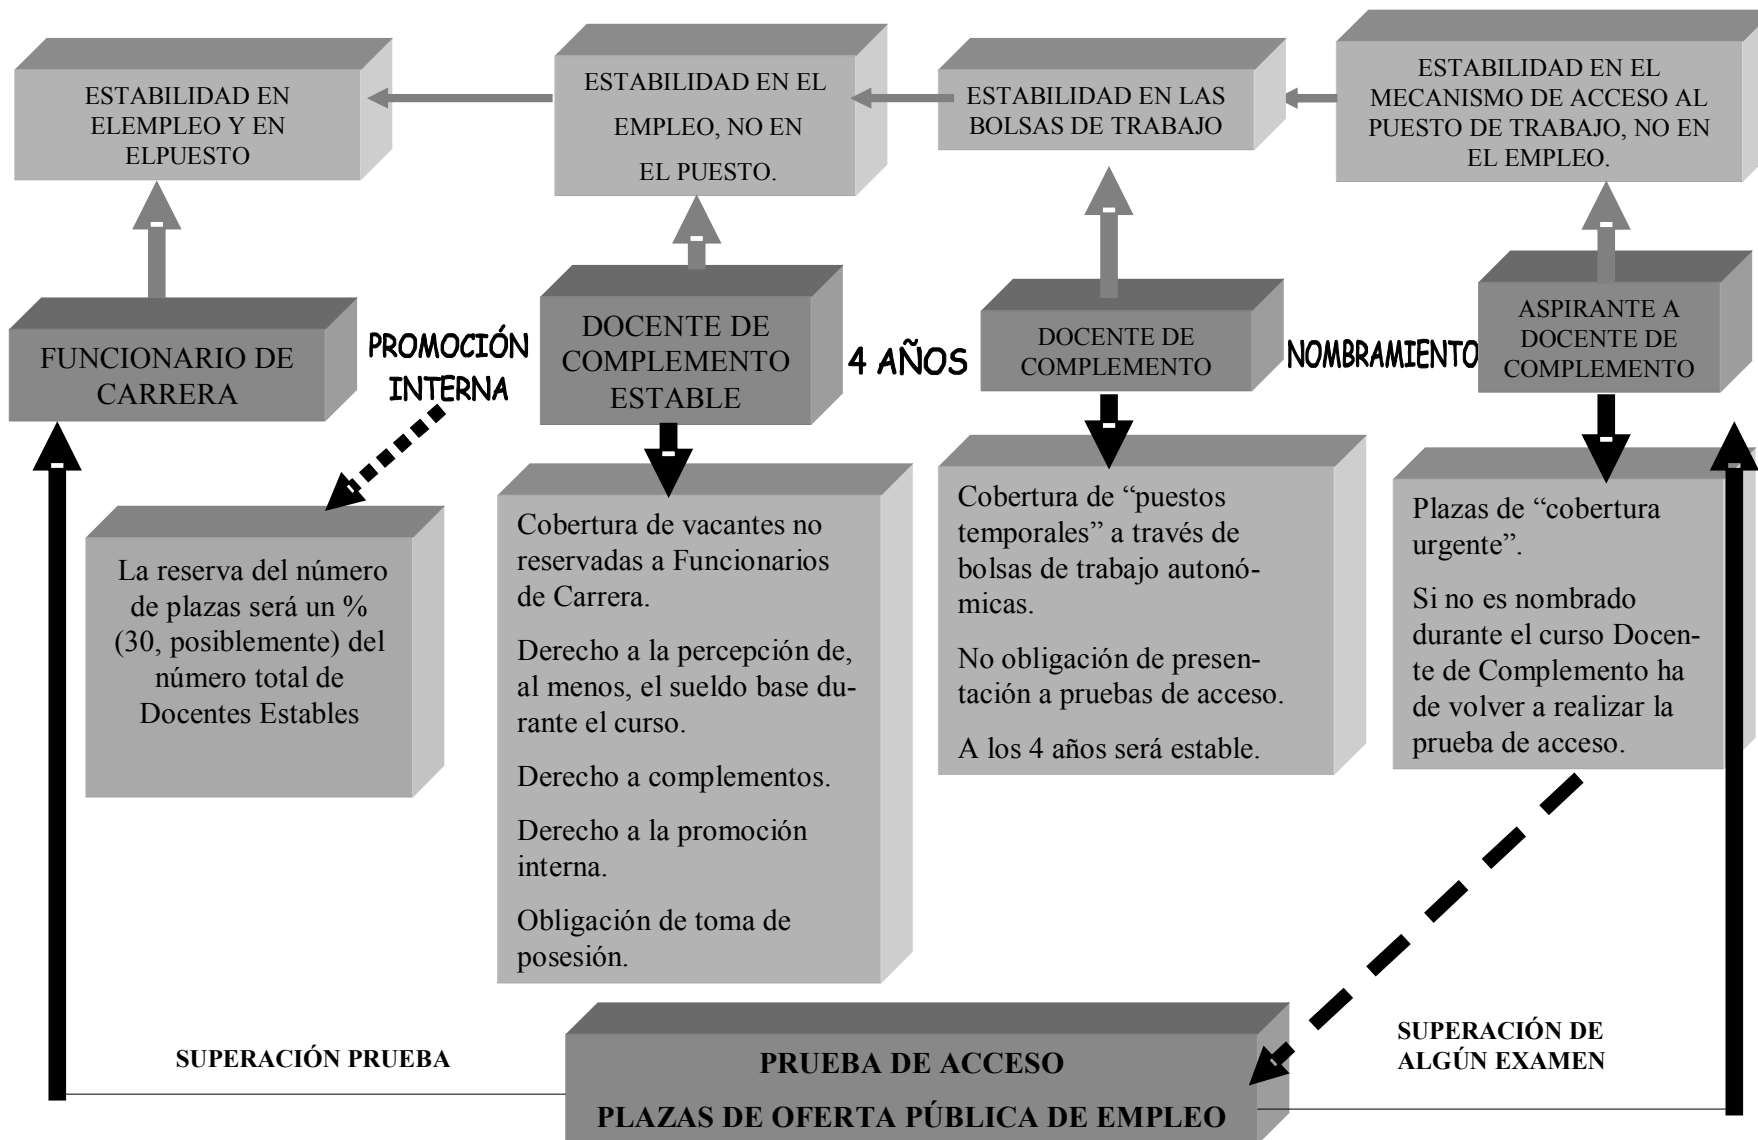 ESTABILIDAD EN
ELEMPLEO Y EN
ELPUESTO
ESTABILIDAD EN EL
EMPLEO, NO EN
EL PUESTO.
ESTABILIDAD EN LAS
BOLSAS DE TRABAJO
ESTABILIDAD EN EL
MECANISMO DE ACCESO AL
PUESTO DE TRABAJO, NO EN
EL EMPLEO.
FUNCIONARIO DE
CARRERA
PROMOCIÓN
INTERNA
DOCENTE DE
COMPLEMENTO
ESTABLE
4 AÑOS
DOCENTE DE
COMPLEMENTO
NOMBRAMIENTO
ASPIRANTE A
DOCENTE DE
COMPLEMENTO
La reserva del número
de plazas será un %
(30, posiblemente) del
número total de
Docentes Estables
Cobertura de vacantes no
reservadas a Funcionarios
de Carrera.
Derecho a la percepción de,
al menos, el sueldo base du-
rante el curso.
Derecho a complementos.
Derecho a la promoción
interna.
Obligación de toma de
posesión.
Cobertura de “puestos
temporales” a través de
bolsas de trabajo autonó-
micas.
No obligación de presen-
tación a pruebas de acceso.
A los 4 años será estable.
Plazas de “cobertura
urgente”.
Si no es nombrado
durante el curso Docen-
te de Complemento ha
de volver a realizar la
prueba de acceso.
SUPERACIÓN PRUEBA
PRUEBA DE ACCESO
PLAZAS DE OFERTA PÚBLICA DE EMPLEO
SUPERACIÓN DE
ALGÚN EXAMEN